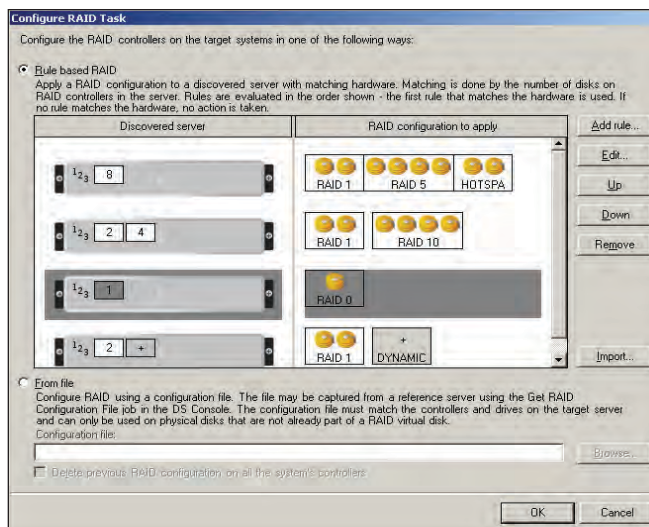 Configure RAID Task
Configure the RAID controllers on the target systems in one of the following ways:
Rule based RAID
Apply a RAID configuration to a discovered server with matching hardware. Matching is done by the number of disks on
RAID controllers in the server. Rules are evaluated in the order shown - the first rule that matches the hardware is used. If
no rule matches the hardware, no action is taken.
Discovered server
RAID configuration to apply
Add rule...
Edit...
Up
Down
Remove
Import...
123 8
RAID 1 RAID 5 HOTSPA
123 2 4
RAID 1 RAID 10
123 1
RAID 0
123 2 +
RAID 1 + DYNAMIC
From file
Configure RAID using a configuration file. The file may be captured from a reference server using the Get RAID
Configuration File job in the DS Console. The configuration file must match the controllers and drives on the target server
and can only be used on physical disks that are not already part of a RAID virtual disk.
Configuration file:
Browse...
Delete previous RAID configuration on all the system's controllers
OK
Cancel